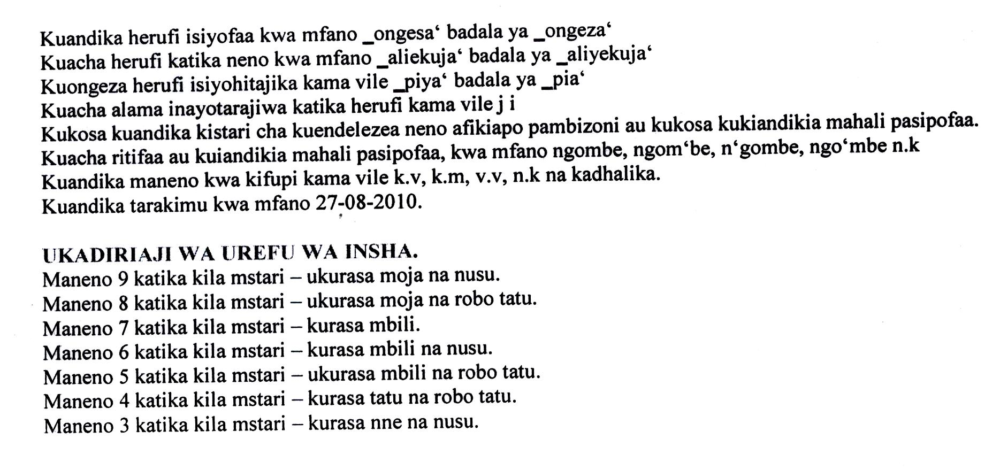 Kuandika herufi isiyofaa kwa mfano _ongesa‘ badala ya _ongeza‘
Kuacha herufi katika neno kwa mfano _aliekuja‘ badala ya _aliyekuja‘
Kuongeza herufi isiyohitajika kama vile _piya‘ badala ya _pia‘
Kuacha alama inayotarajiwa katika herufi kama vile j i
Kukosa kuandika kistari cha kuendelezea neno afikiapo pambizoni au kukosa kukiandikia mahali pasipofaa.
Kuacha ritifaa au kuiandikia mahali pasipofaa, kwa mfano ngombe, ngom‘be, n‘gombe, ngo‘mbe n.k
Kuandika maneno kwa kifupi kama vile k.v, k.m, v.v, n.k na kadhalika.
Kuandika tarakimu kwa mfano 27-08-2010.
UKADIRIAJI WA UREFU WA INSHA.
Maneno 9 katika kila mstari – ukurasa moja na nusu.
Maneno 8 katika kila mstari – ukurasa moja na robo tatu.
Maneno 7 katika kila mstari – kurasa mbili.
Maneno 6 katika kila mstari – kurasa mbili na nusu.
Maneno 5 katika kila mstari – ukurasa mbili na robo tatu.
Maneno 4 katika kila mstari – kurasa tatu na robo tatu.
Maneno 3 katika kila mstari – kurasa nne na nusu.